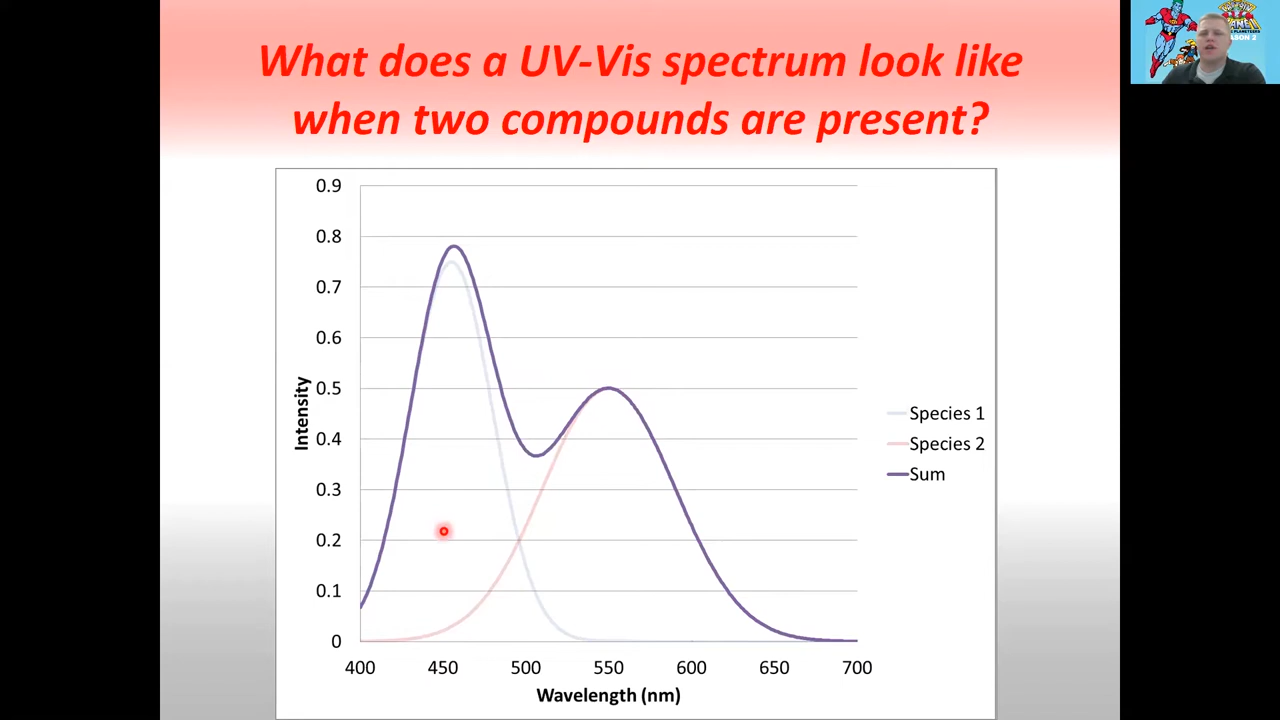 What does a UV-Vis spectrum look like
when two compounds are present?
0.9
0.8
0.7
0.6
0.5
0.4
0.3
0.2
0.1
0
Intensity
400 450 500 550 600 650 700
Wavelength (nm)
Species 1
Species 2
Sum